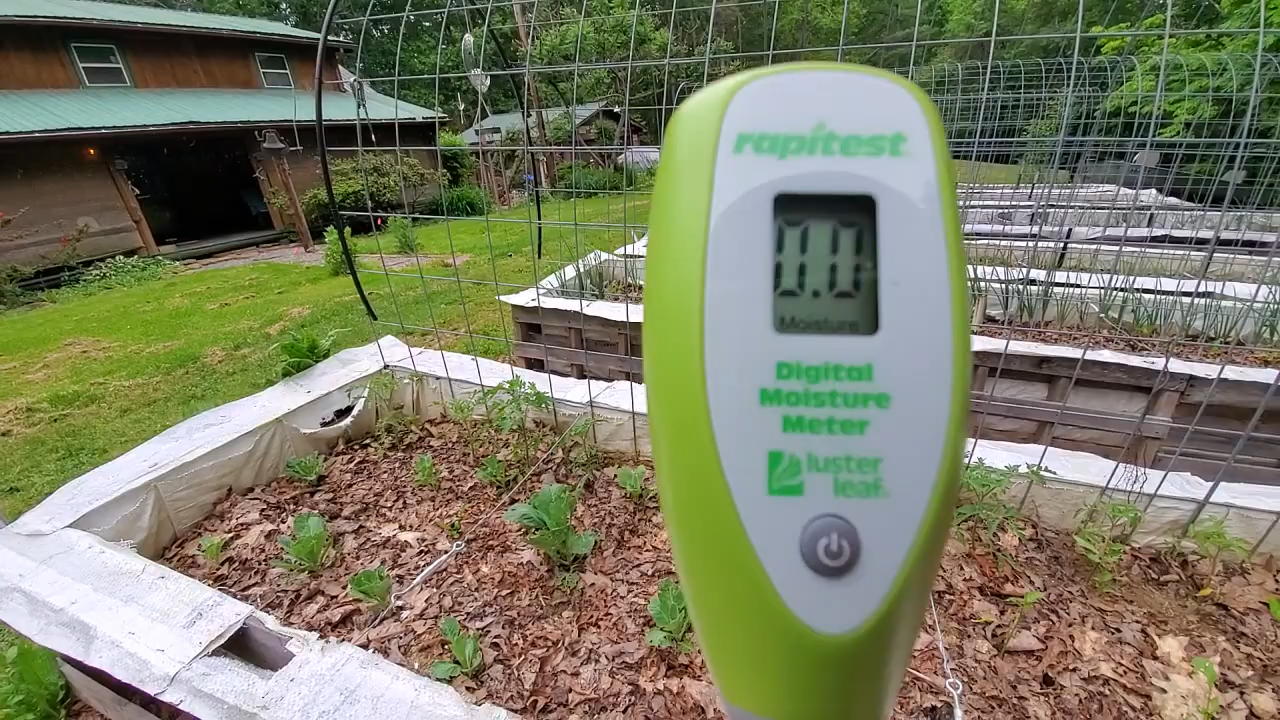 rapitest
0.0
Moisture
Digital
Moisture
Meter
luster
leaf.